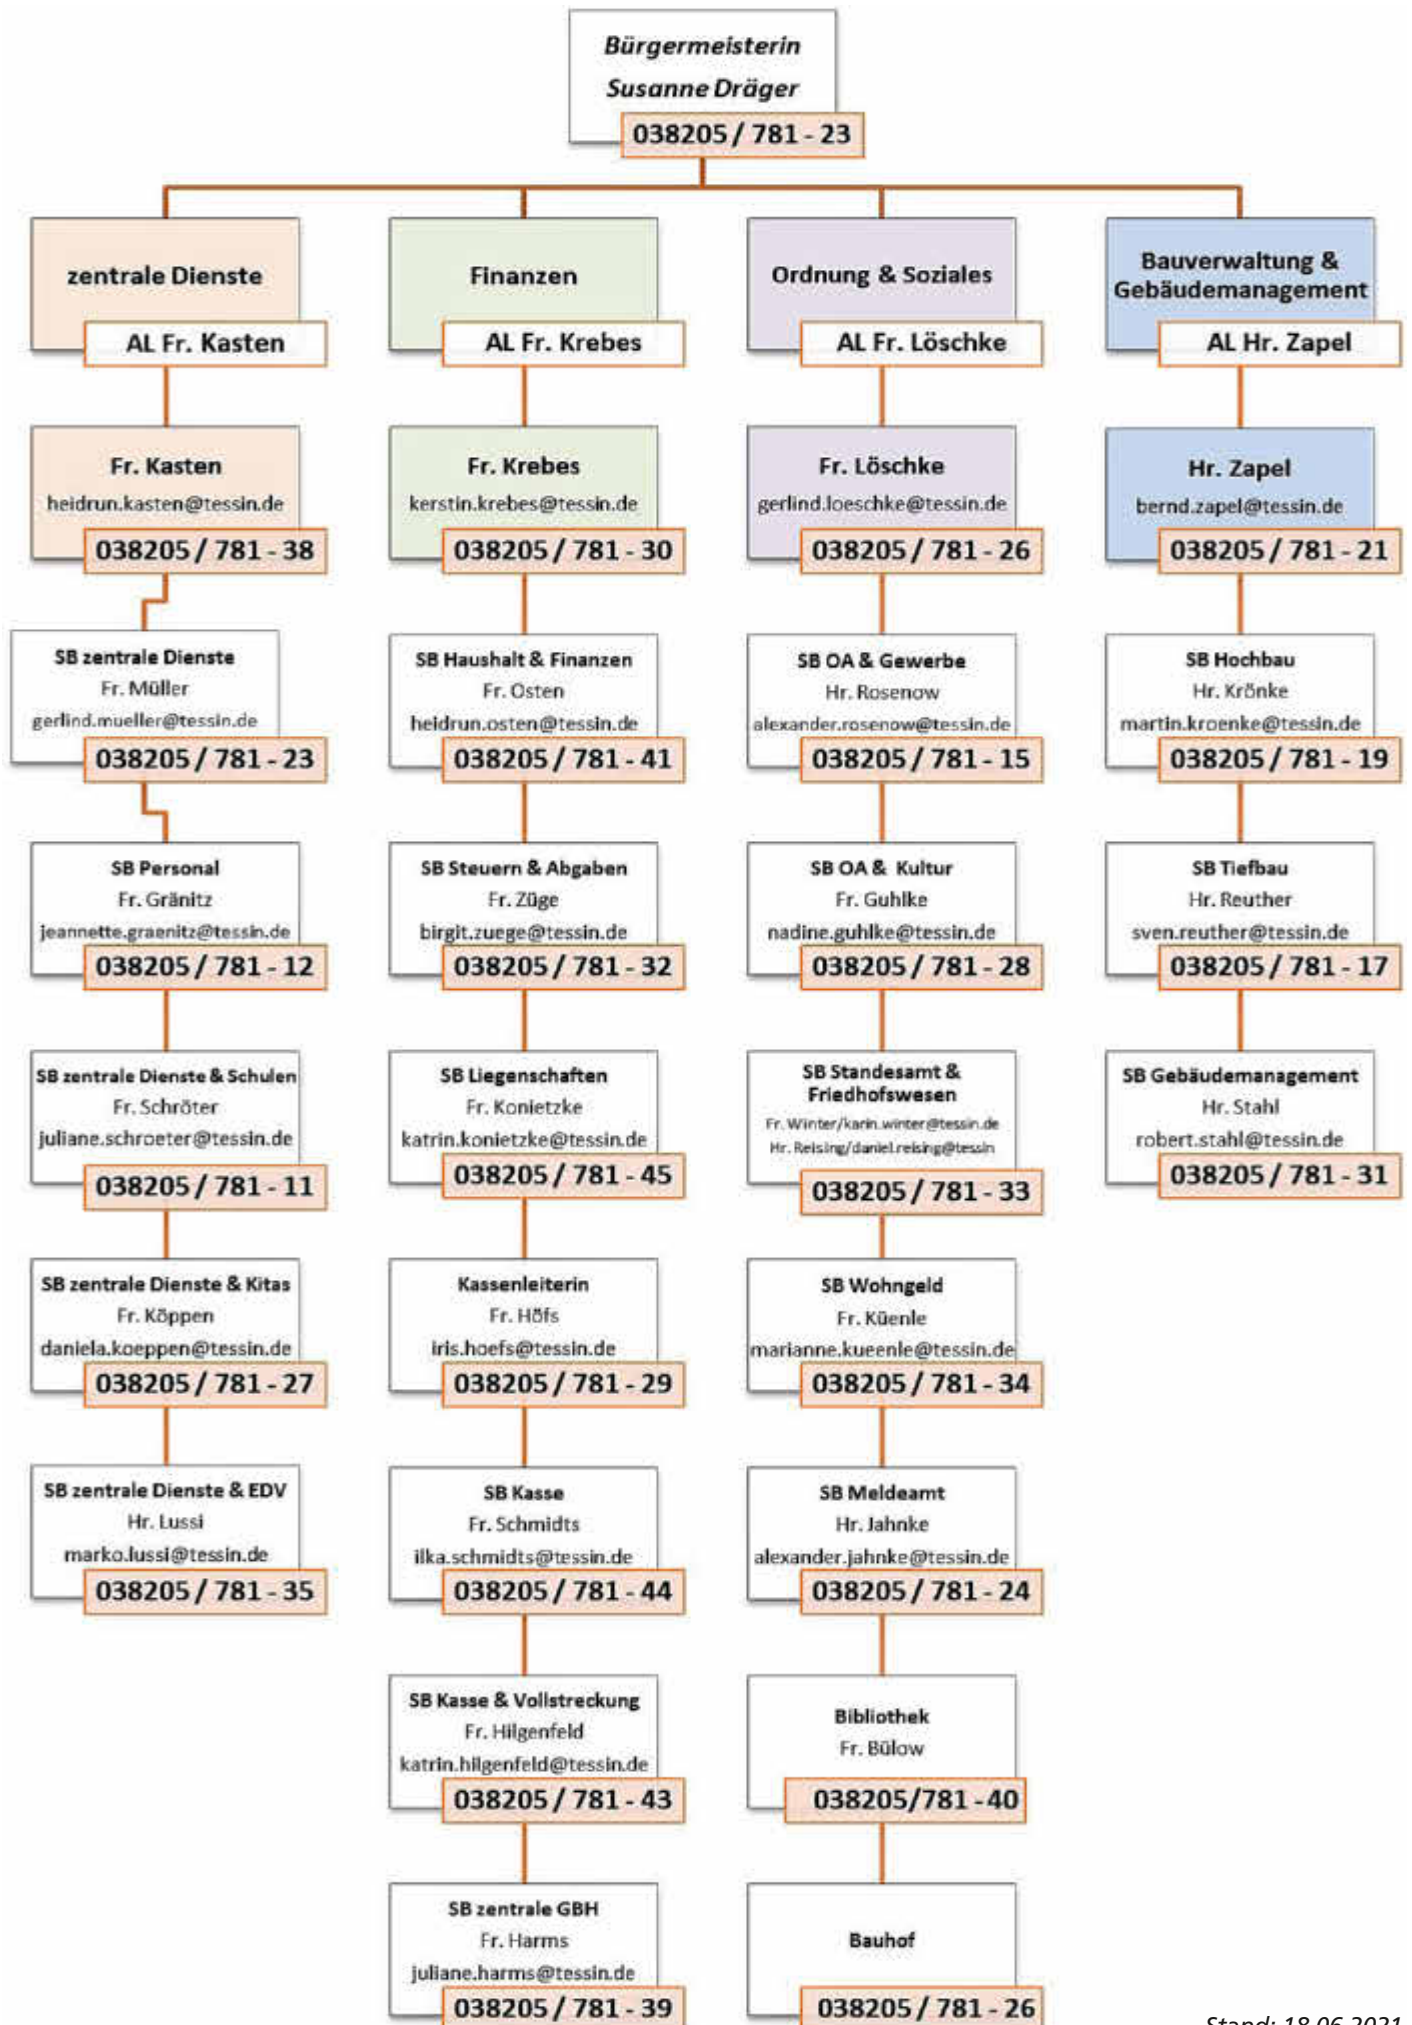 Bürgermeisterin
Susanne Dräger
038205 / 781 - 23
zentrale Dienste
AL Fr. Kasten
Fr. Kasten
heidrun.kasten@tessin.de
038205 / 781 - 38
SB zentrale Dienste
Fr. Müller
gerlind.mueller@tessin.de
038205 / 781 - 23
SB Personal
Fr. Gränitz
jeannette.graenitz@tessin.de
038205 / 781 - 12
SB zentrale Dienste & Schulen
Fr. Schröter
juliane.schroeter@tessin.de
038205 / 781 - 11
SB zentrale Dienste & Kitas
Fr. Köppen
daniela.koeppen@tessin.de
038205 / 781 - 27
SB zentrale Dienste & EDV
Hr. Lussi
marko.lussi@tessin.de
038205 / 781 - 35
Finanzen
AL Fr. Krebes
Fr. Krebes
kerstin.krebes@tessin.de
038205 / 781 - 30
SB Haushalt & Finanzen
Fr. Osten
heidrun.osten@tessin.de
038205 / 781 - 41
SB Steuern & Abgaben
Fr. Züge
birgit.zuege@tessin.de
038205 / 781 - 32
SB Liegenschaften
Fr. Konietzke
katrin.konietzke@tessin.de
038205 / 781 - 45
Kassenleiterin
Fr. Höfs
iris.hoefs@tessin.de
038205 / 781 - 29
SB Kasse
Fr. Schmidts
ilka.schmidts@tessin.de
038205 / 781 - 44
SB Kasse & Vollstreckung
Fr. Hilgenfeld
katrin.hilgenfeld@tessin.de
038205 / 781 - 43
SB zentrale GBH
Fr. Harms
juliane.harms@tessin.de
038205 / 781 - 39
Ordnung & Soziales
AL Fr. Löschke
Fr. Löschke
gerlind.loeschke@tessin.de
038205 / 781 - 26
SB OA & Gewerbe
Hr. Rosenow
alexander.rosenow@tessin.de
038205 / 781 - 15
SB OA & Kultur
Fr. Guhlke
nadine.guhlke@tessin.de
038205 / 781 - 28
SB Standesamt &
Friedhofswesen
Fr. Winter/karin.winter@tessin.de
Hr. Reising/daniel.reising@tessin
038205 / 781 - 33
SB Wohngeld
Fr. Küenle
marianne.kueenle@tessin.de
038205 / 781 - 34
SB Meldeamt
Hr. Jahnke
alexander.jahnke@tessin.de
038205 / 781 - 24
Bibliothek
Fr. Bülow
038205/781 - 40
Bauhof
038205 / 781 - 26
Bauverwaltung &
Gebäudemanagement
AL Hr. Zapel
Hr. Zapel
bernd.zapel@tessin.de
038205 / 781 - 21
SB Hochbau
Hr. Krönke
martin.kroenke@tessin.de
038205 / 781 - 19
SB Tiefbau
Hr. Reuther
sven.reuther@tessin.de
038205 / 781 - 17
SB Gebäudemanagement
Hr. Stahl
robert.stahl@tessin.de
038205 / 781 - 31
Stand: 18.06.2021